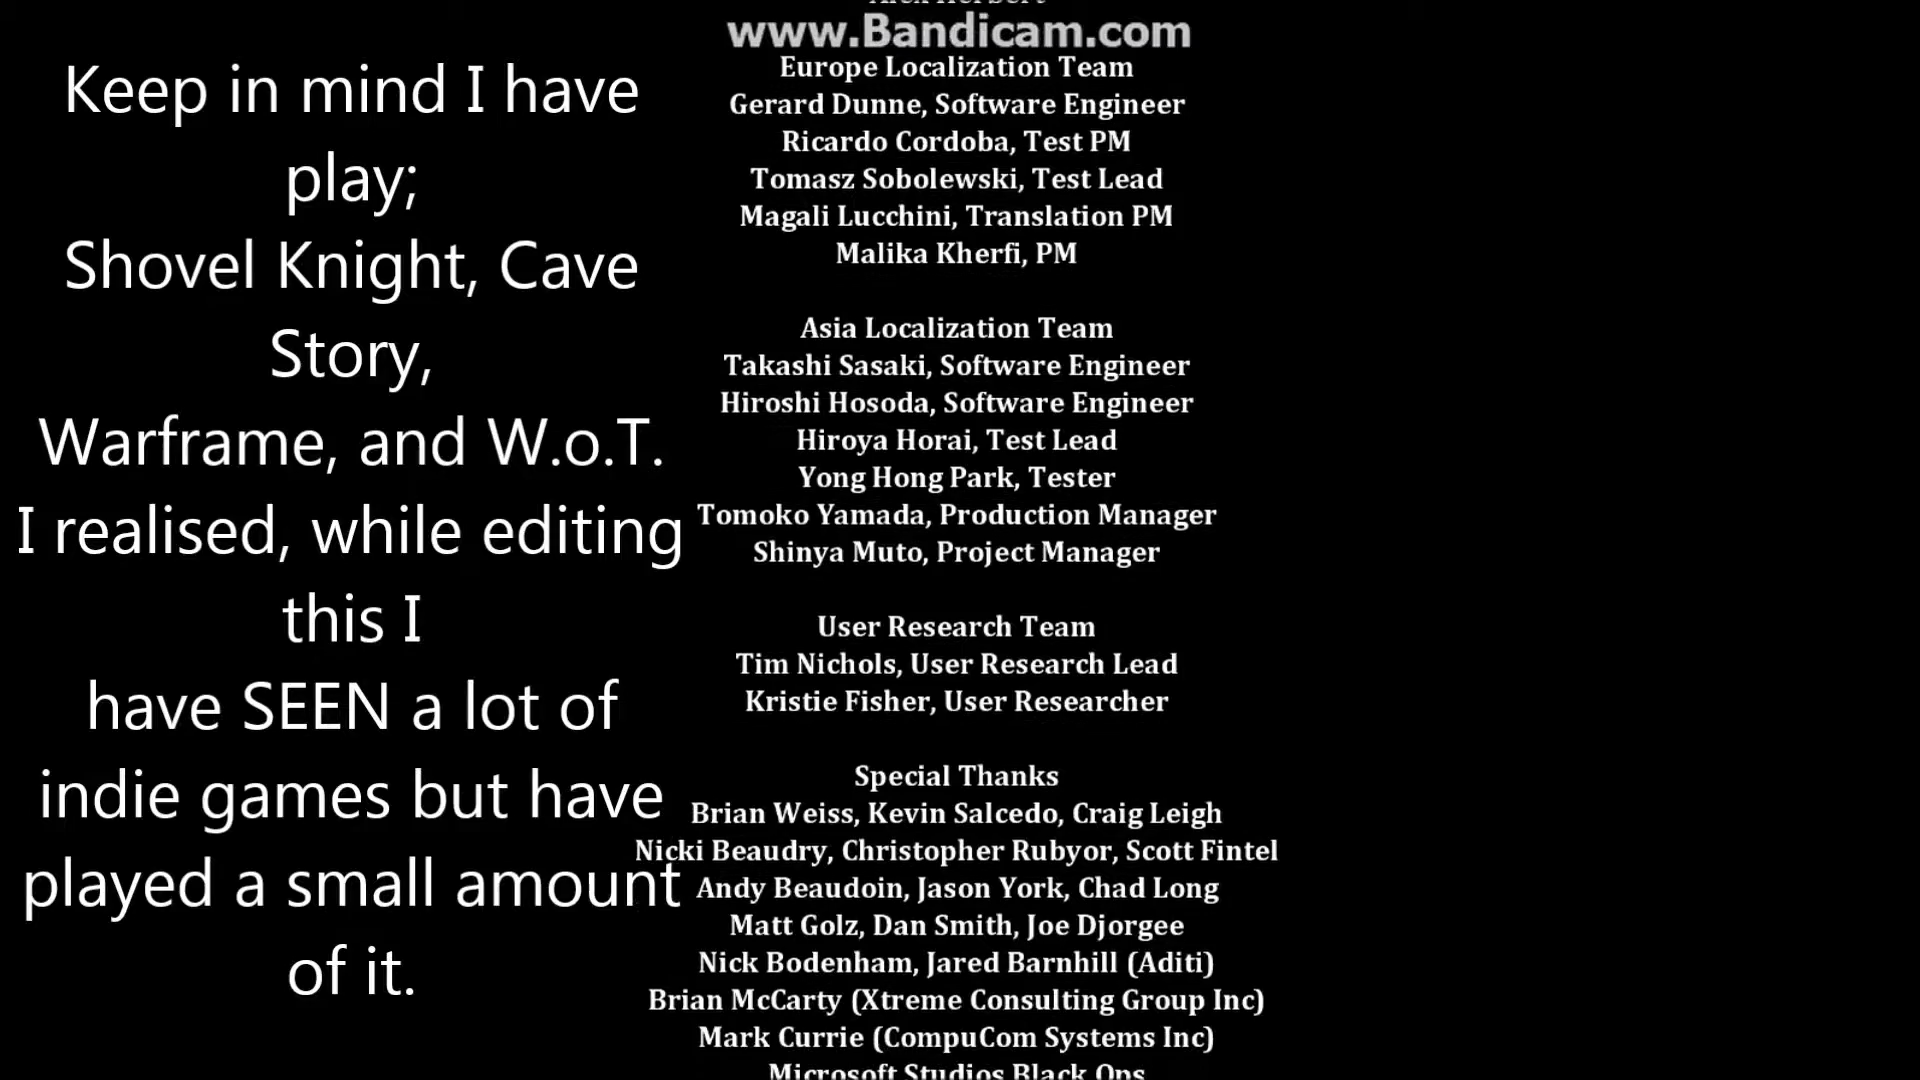 Keep in mind I have
play;
Shovel Knight, Cave
Story,
Warframe, and W.o.T.
I realised, while editing
this I
have SEEN a lot of
indie games but have
played a small amount
of it.
www.Bandicam.com
Europe Localization Team
Gerard Dunne, Software Engineer
Ricardo Cordoba, Test PM
Tomasz Sobolewski, Test Lead
Magali Lucchini, Translation PM
Malika Kherfi, PM
Asia Localization Team
Takashi Sasaki, Software Engineer
Hiroshi Hosoda, Software Engineer
Hiroya Horai, Test Lead
Yong Hong Park, Tester
Tomoko Yamada, Production Manager
Shinya Muto, Project Manager
User Research Team
Tim Nichols, User Research Lead
Kristie Fisher, User Researcher
Special Thanks
Brian Weiss, Kevin Salcedo, Craig Leigh
Nicki Beaudry, Christopher Rubyor, Scott Fintel
Andy Beaudoin, Jason York, Chad Long
Matt Golz, Dan Smith, Joe Djorgee
Nick Bodenham, Jared Barnhill (Aditi)
Brian McCarty (Xtreme Consulting Group Inc)
Mark Currie (CompuCom Systems Inc)
Microsoft Studios Black Ops